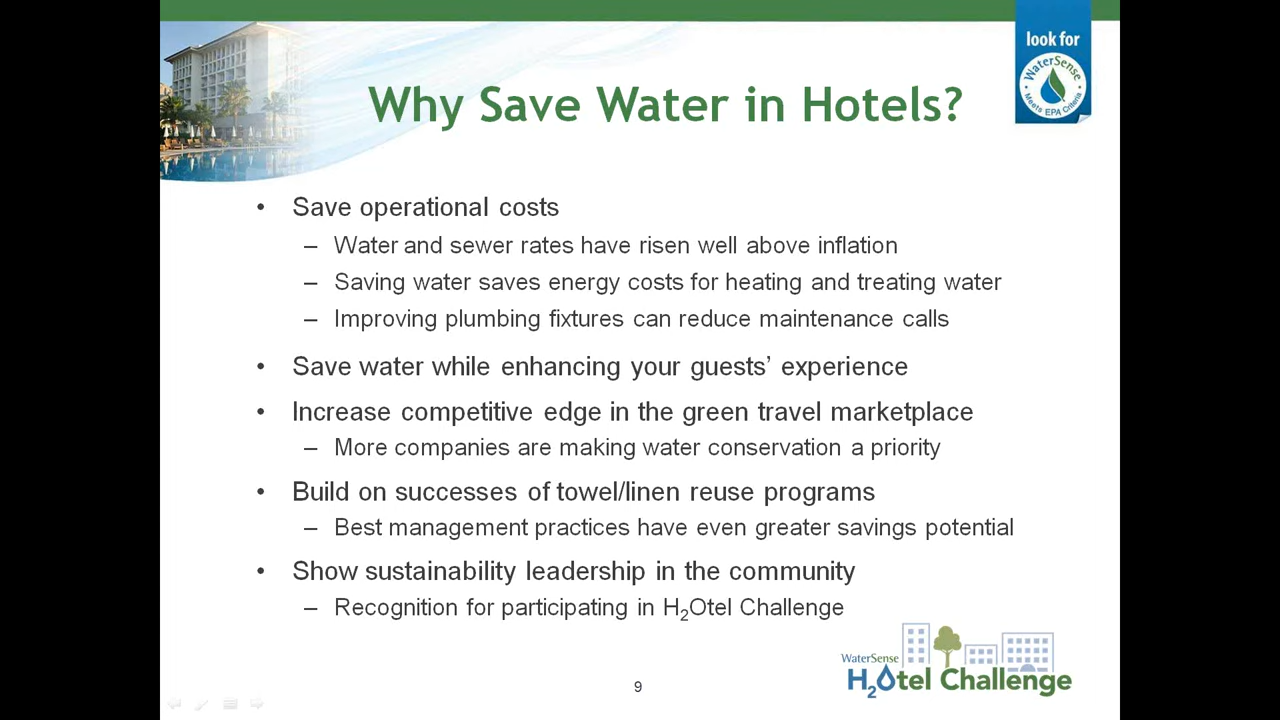 look for
WaterSense
Meets EPA Criteria
Why Save Water in Hotels?
• Save operational costs
– Water and sewer rates have risen well above inflation
– Saving water saves energy costs for heating and treating water
– Improving plumbing fixtures can reduce maintenance calls
• Save water while enhancing your guests’ experience
• Increase competitive edge in the green travel marketplace
– More companies are making water conservation a priority
• Build on successes of towel/linen reuse programs
– Best management practices have even greater savings potential
• Show sustainability leadership in the community
– Recognition for participating in H₂Otel Challenge
WaterSense
H₂Otel Challenge
9